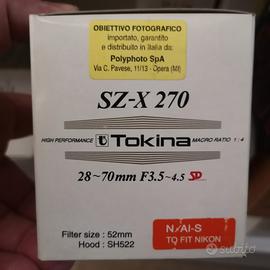 OBIETTIVO FOTOGRAFICO
importato, garantito
e distribuito in Italia da:
Polyphoto SpA
Via C. Pavese, 11/13 - Opera (MI)
SZ-X 270
HIGH PERFORMANCE Tokina MACRO RATIO 1:4
28~70mm F3.5~4.5 SD
Filter size : 52mm
Hood : SH522
N/AI-S
TO FIT NIKON
subito